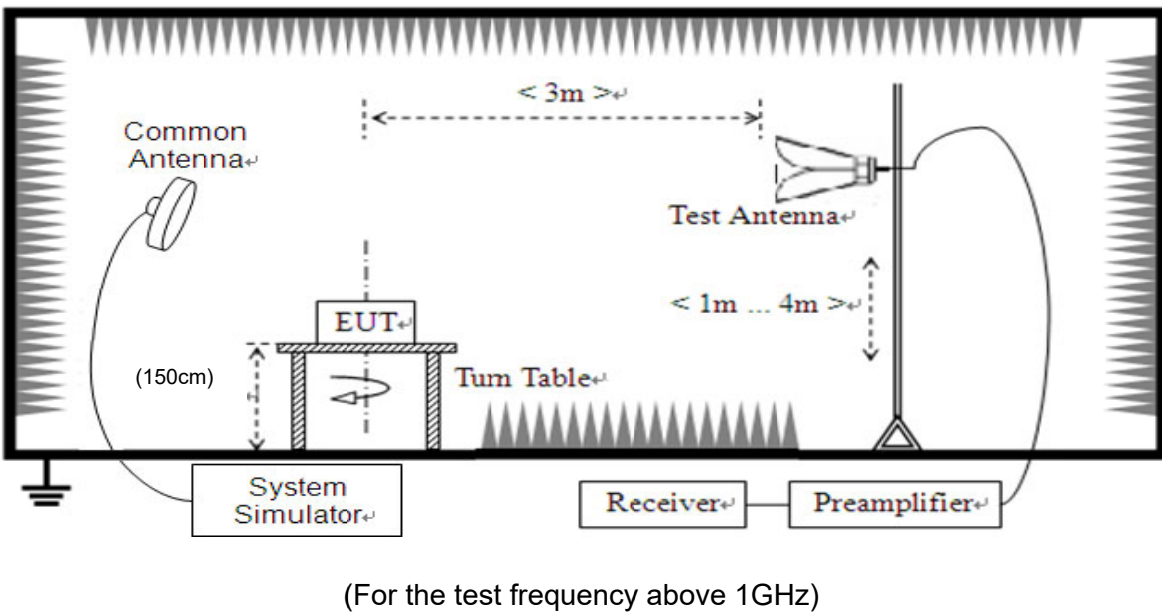 < 3m >↵
Common
Antenna↵
Test Antenna↵
< 1m ... 4m >↵
EUT↵
(150cm)
Turn Table↵
System
Simulator↵
Receiver↵
Preamplifier↵
(For the test frequency above 1GHz)